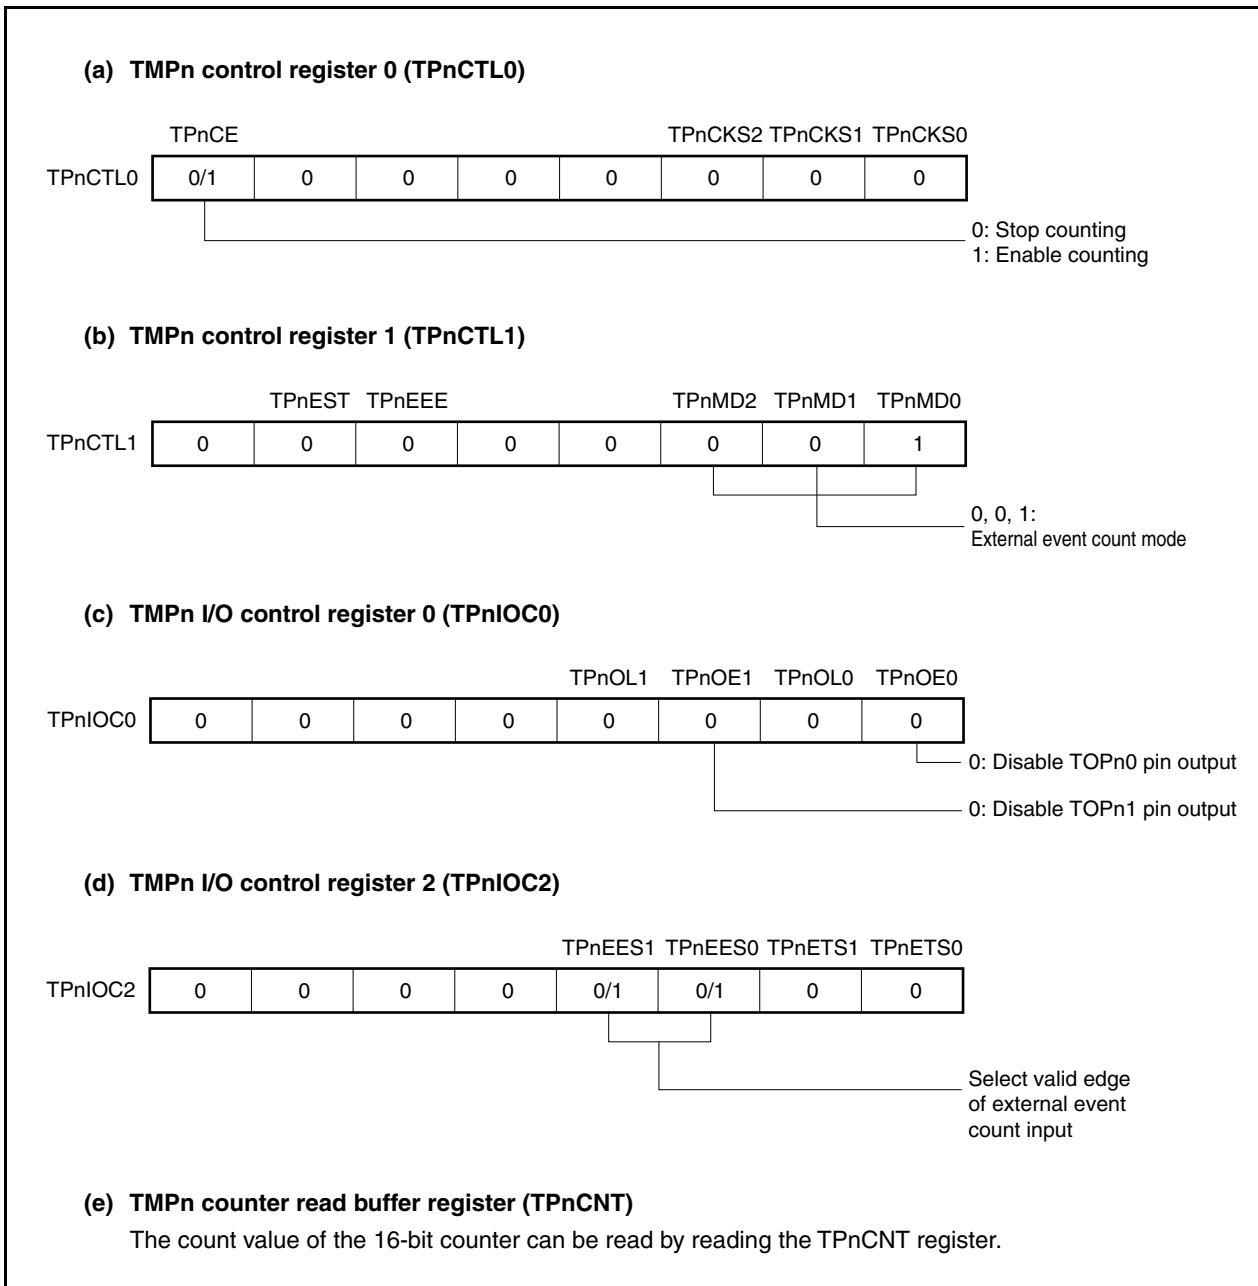 (a) TMPn control register 0 (TPnCTL0)
TPnCE TPnCKS2 TPnCKS1 TPnCKS0
TPnCTL0 0/1 0 0 0 0 0 0 0
0: Stop counting
1: Enable counting
(b) TMPn control register 1 (TPnCTL1)
TPnEST TPnEEE TPnMD2 TPnMD1 TPnMD0
TPnCTL1 0 0 0 0 0 0 0 1
0, 0, 1:
External event count mode
(c) TMPn I/O control register 0 (TPnIOC0)
TPnOL1 TPnOE1 TPnOL0 TPnOE0
TPnIOC0 0 0 0 0 0 0 0 0
0: Disable TOPn0 pin output
0: Disable TOPn1 pin output
(d) TMPn I/O control register 2 (TPnIOC2)
TPnEES1 TPnEES0 TPnETS1 TPnETS0
TPnIOC2 0 0 0 0 0/1 0/1 0 0
Select valid edge
of external event
count input
(e) TMPn counter read buffer register (TPnCNT)
The count value of the 16-bit counter can be read by reading the TPnCNT register.